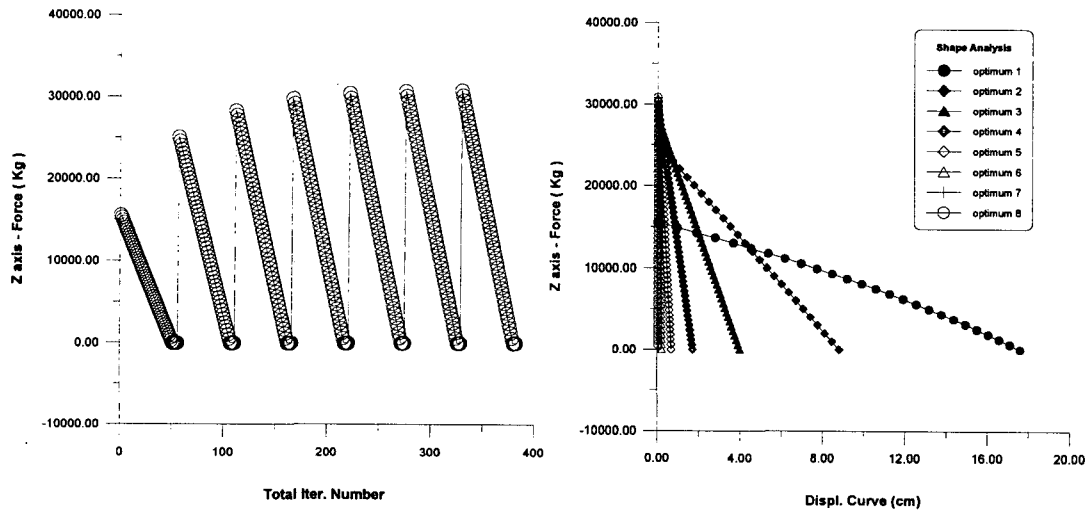 40000.00
30000.00
20000.00
10000.00
0.00
-10000.00
Z axis - Force ( Kg )
0
100
200
300
400
Total Iter. Number
40000.00
30000.00
20000.00
10000.00
0.00
-10000.00
Z axis - Force ( Kg )
0.00
4.00
8.00
12.00
16.00
20.00
Displ. Curve (cm)
Shape Analysis
optimum 1
optimum 2
optimum 3
optimum 4
optimum 5
optimum 6
optimum 7
optimum 8